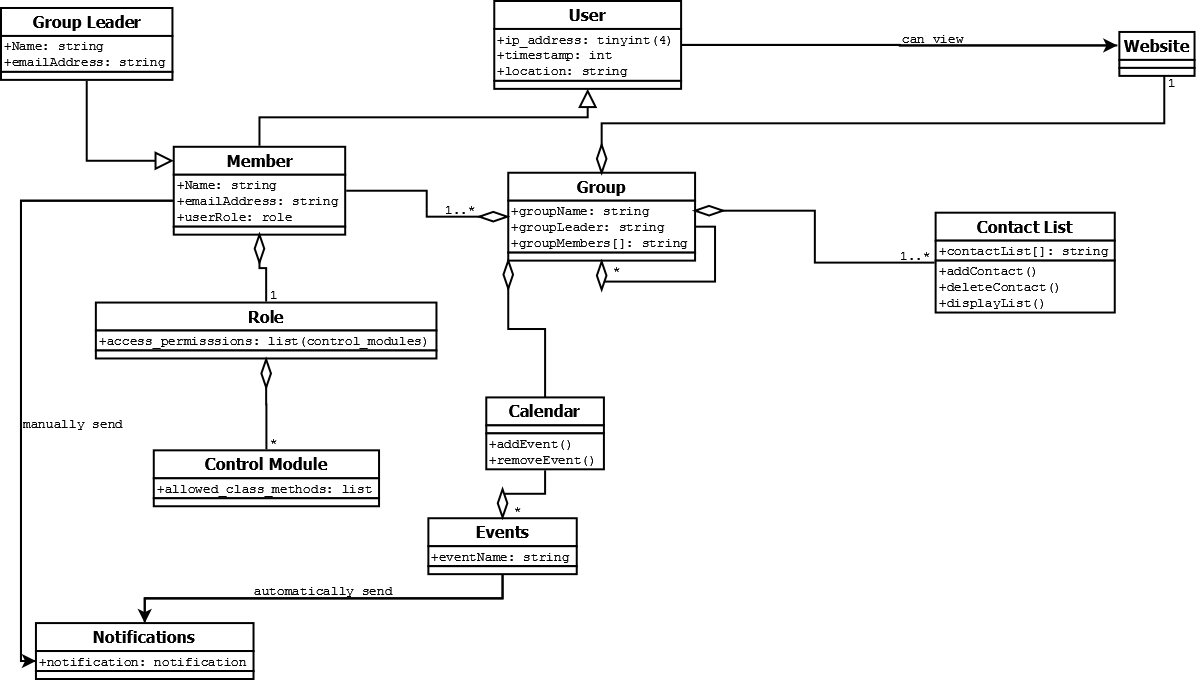 Group Leader
+Name: string
+emailAddress: string
User
+ip_address: tinyint(4)
+timestamp: int
+location: string
can view
Website
1
Member
+Name: string
+emailAddress: string
+userRole: role
1..*
Group
+groupName: string
+groupLeader: string
+groupMembers[]: string
*
1..*
Contact List
+contactList[]: string
+addContact()
+deleteContact()
+displayList()
1
Role
+access_permisssions: list(control_modules)
*
manually send
Control Module
+allowed_class_methods: list
Calendar
+addEvent()
+removeEvent()
*
Events
+eventName: string
automatically send
Notifications
+notification: notification